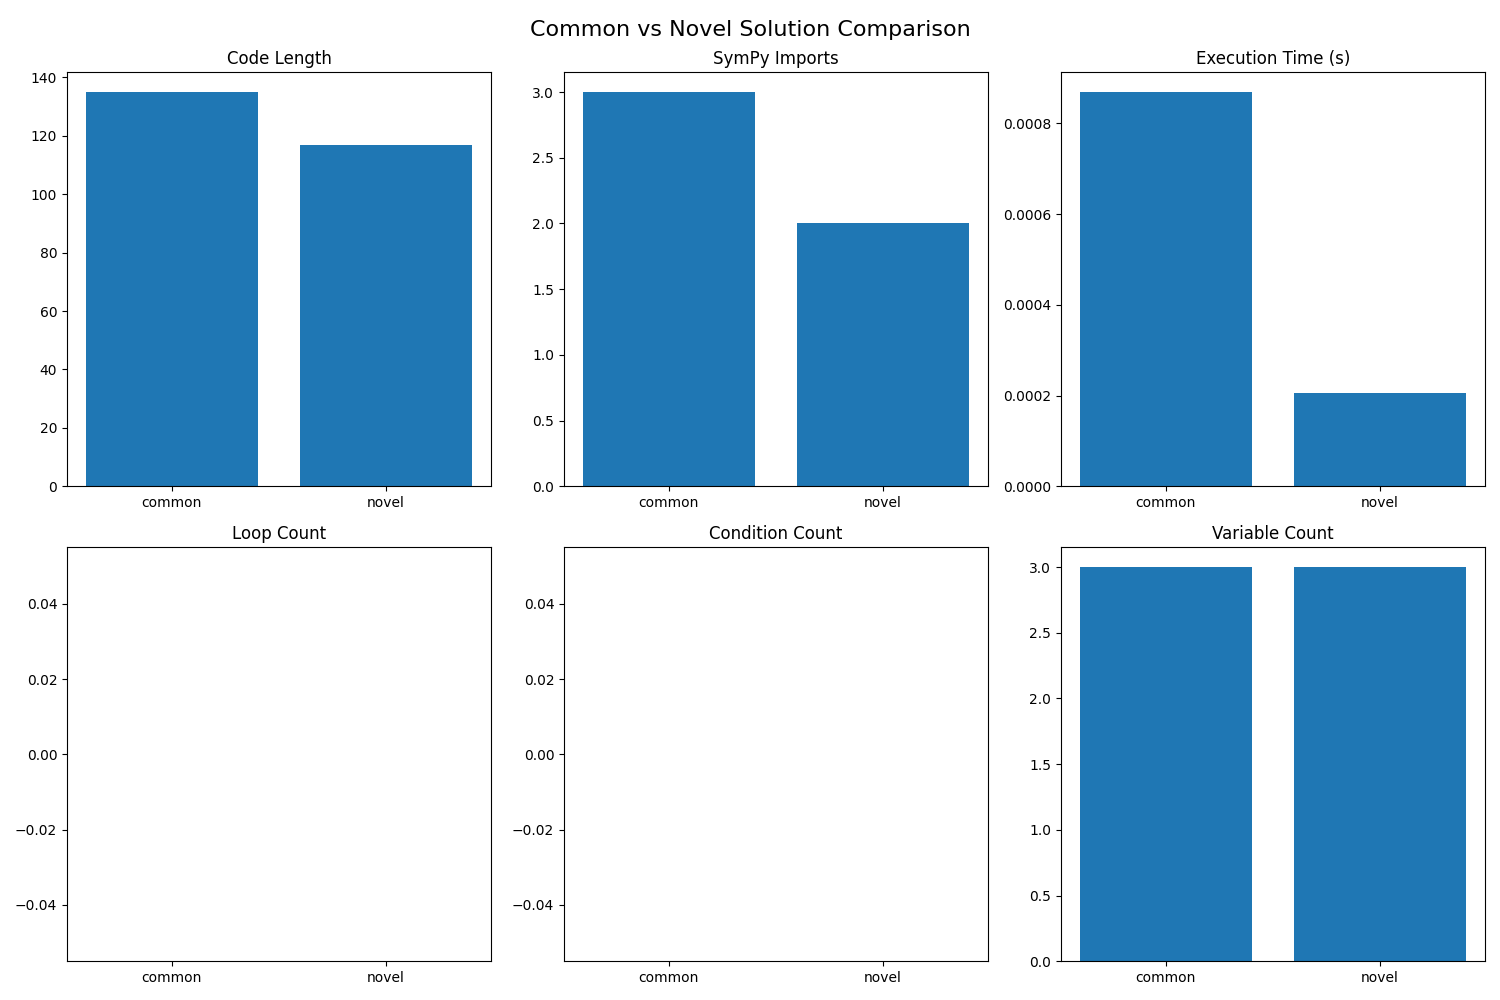 Common vs Novel Solution Comparison
Code Length
140
120
100
80
60
40
20
0
common novel
SymPy Imports
3.0
2.5
2.0
1.5
1.0
0.5
0.0
common novel
Execution Time (s)
0.0008
0.0006
0.0004
0.0002
0.0000
common novel
Loop Count
0.04
0.02
0.00
−0.02
−0.04
common novel
Condition Count
0.04
0.02
0.00
−0.02
−0.04
common novel
Variable Count
3.0
2.5
2.0
1.5
1.0
0.5
0.0
common novel